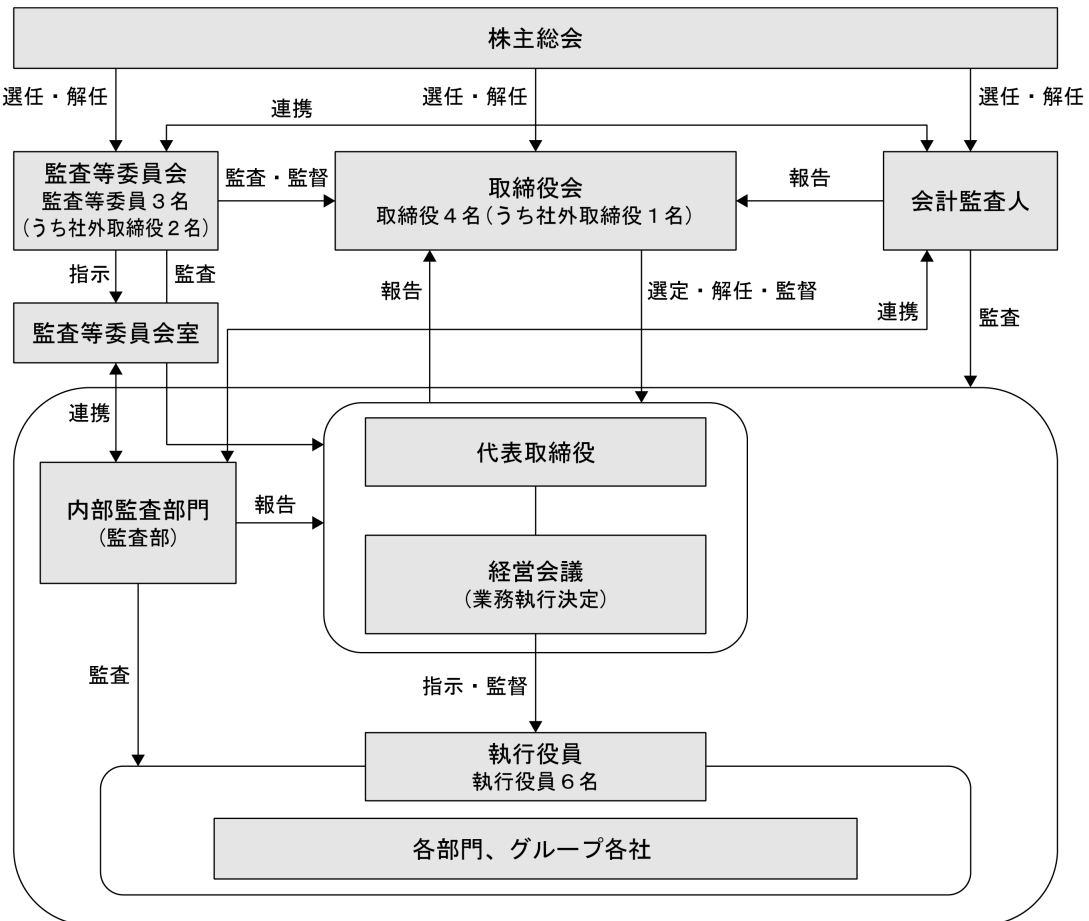 株主総会
選任・解任
選任・解任
選任・解任
連携
監査等委員会
監査等委員３名
(うち社外取締役２名)
監査・監督
取締役会
取締役４名(うち社外取締役１名)
報告
会計監査人
指示
監査
報告
選定・解任・監督
連携
監査
監査等委員会室
連携
代表取締役
内部監査部門
(監査部)
報告
経営会議
(業務執行決定)
監査
指示・監督
執行役員
執行役員６名
各部門、グループ各社